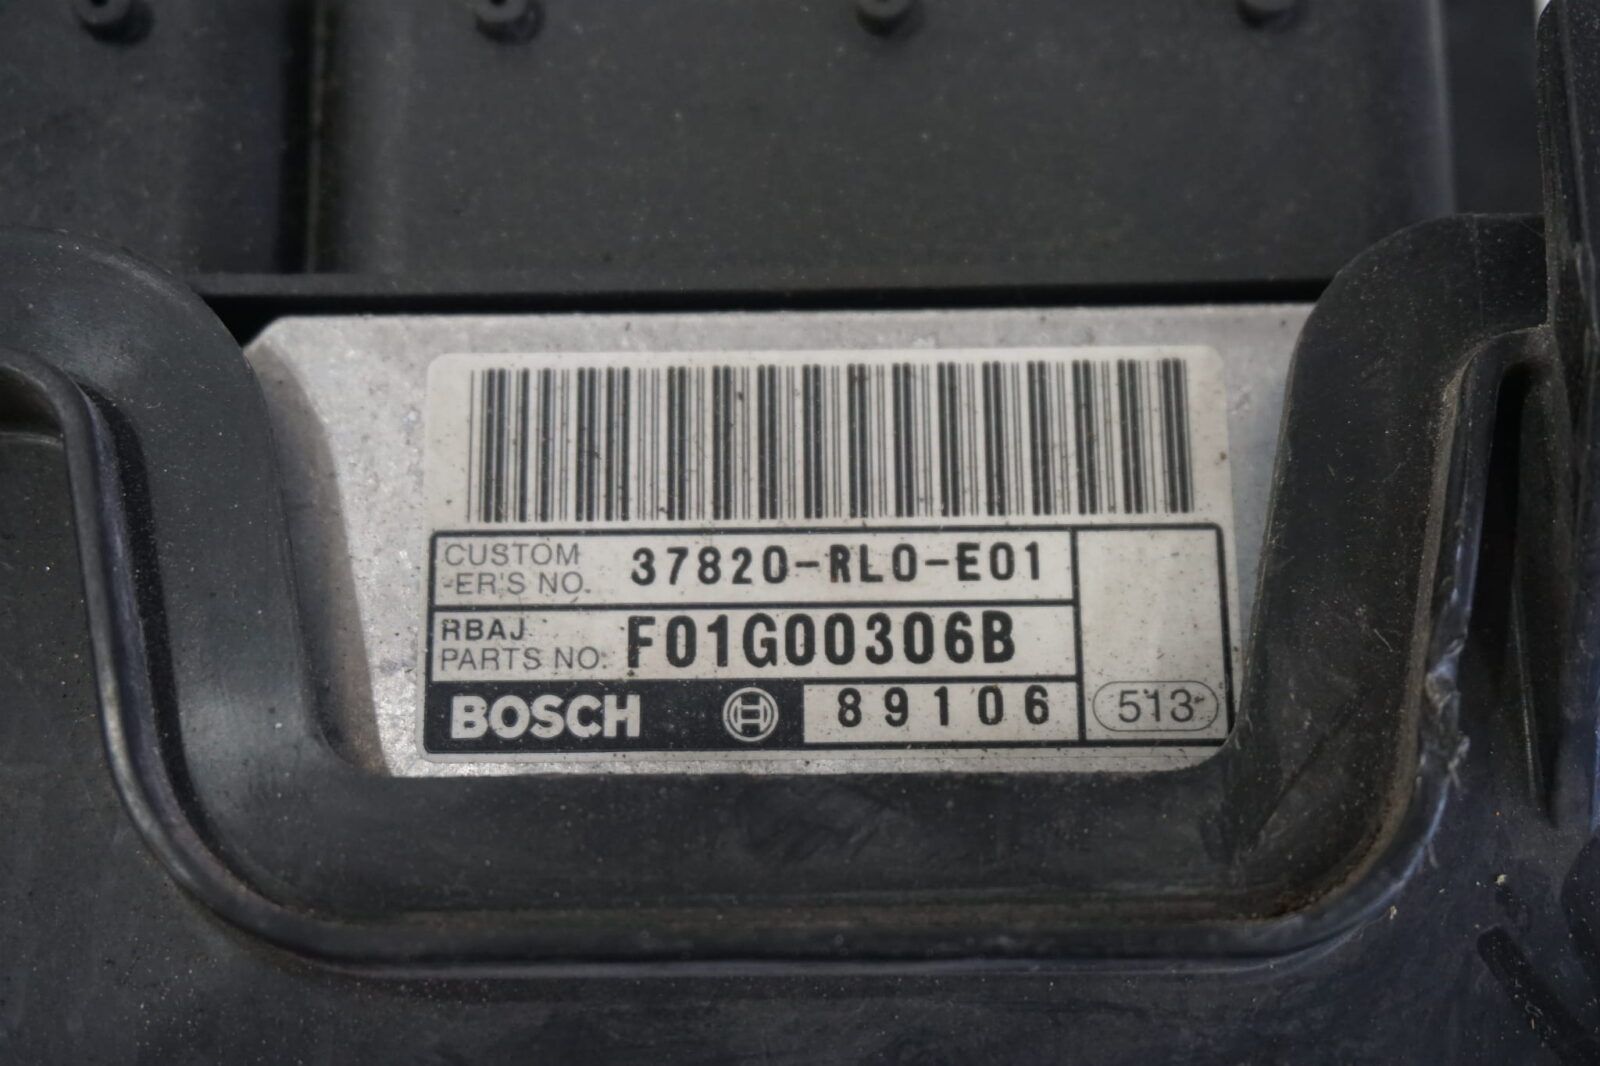 CUSTOM
-ER'S NO. 37820-RL0-E01
RBAJ
PARTS NO. F01G00306B
BOSCH 89106 513